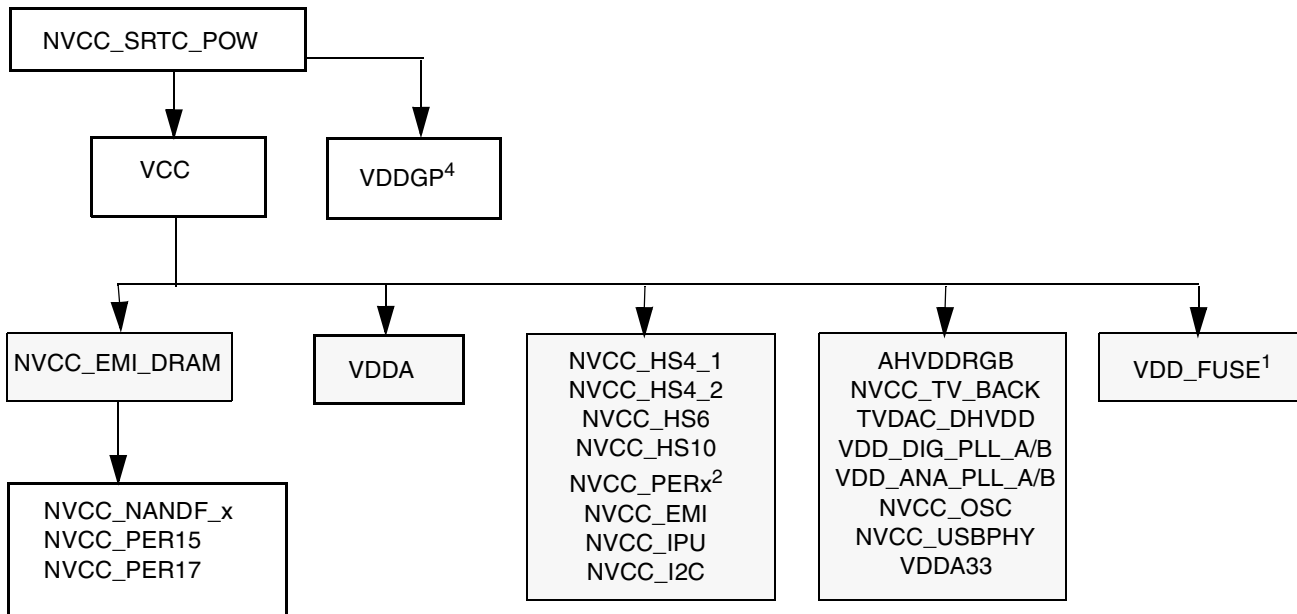 NVCC_SRTC_POW
VCC
VDDGP4
NVCC_EMI_DRAM
VDDA
NVCC_HS4_1
NVCC_HS4_2
NVCC_HS6
NVCC_HS10
NVCC_PERx2
NVCC_EMI
NVCC_IPU
NVCC_I2C
AHVDDRGB
NVCC_TV_BACK
TVDAC_DHVDD
VDD_DIG_PLL_A/B
VDD_ANA_PLL_A/B
NVCC_OSC
NVCC_USBPHY
VDDA33
VDD_FUSE1
NVCC_NANDF_x
NVCC_PER15
NVCC_PER17